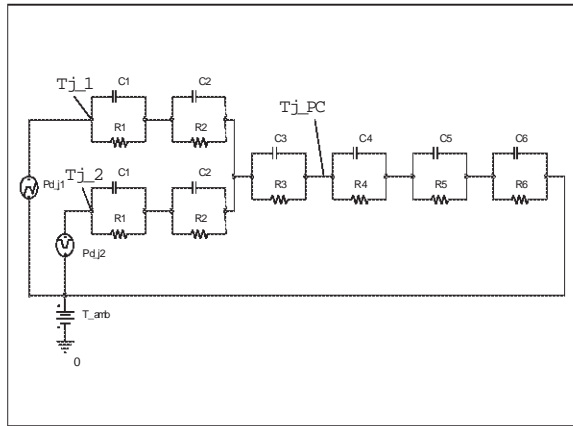 Tj_1
C1
C2
R1
R2
Tj_PC
C3
C4
C5
C6
R3
R4
R5
R6
Tj_2
C1
C2
R1
R2
Pd_j1
Pd_j2
T_amb
0